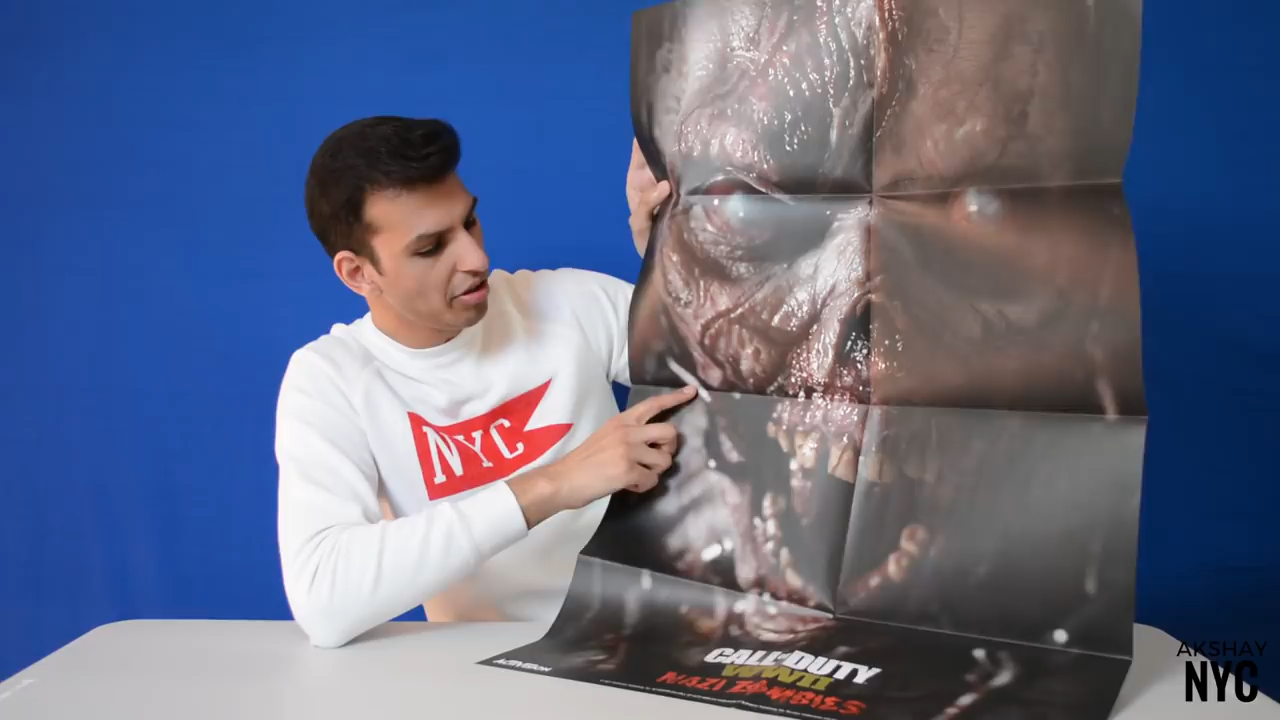 NYC
ACTIVISION
CALL OF DUTY
WWII
NAZI ZOMBIES
AKSHAY
NYC